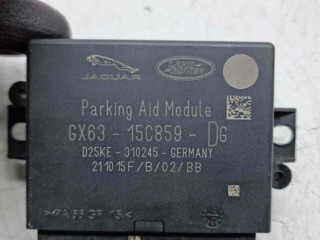 JAGUAR
LAND ROVER
Parking Aid Module
GX63 - 15C859 - DG
D25KE - 310245 - GERMANY
211015F/B/02/BB